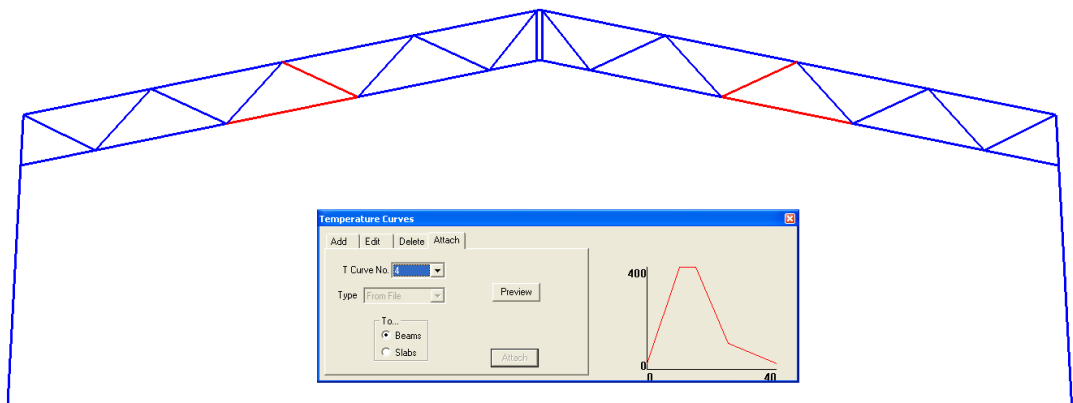 Temperature Curves
Add Edit Delete Attach
T Curve No. 4
Type From File
Preview
To...
Beams
Slabs
Attach
400
0
0 40